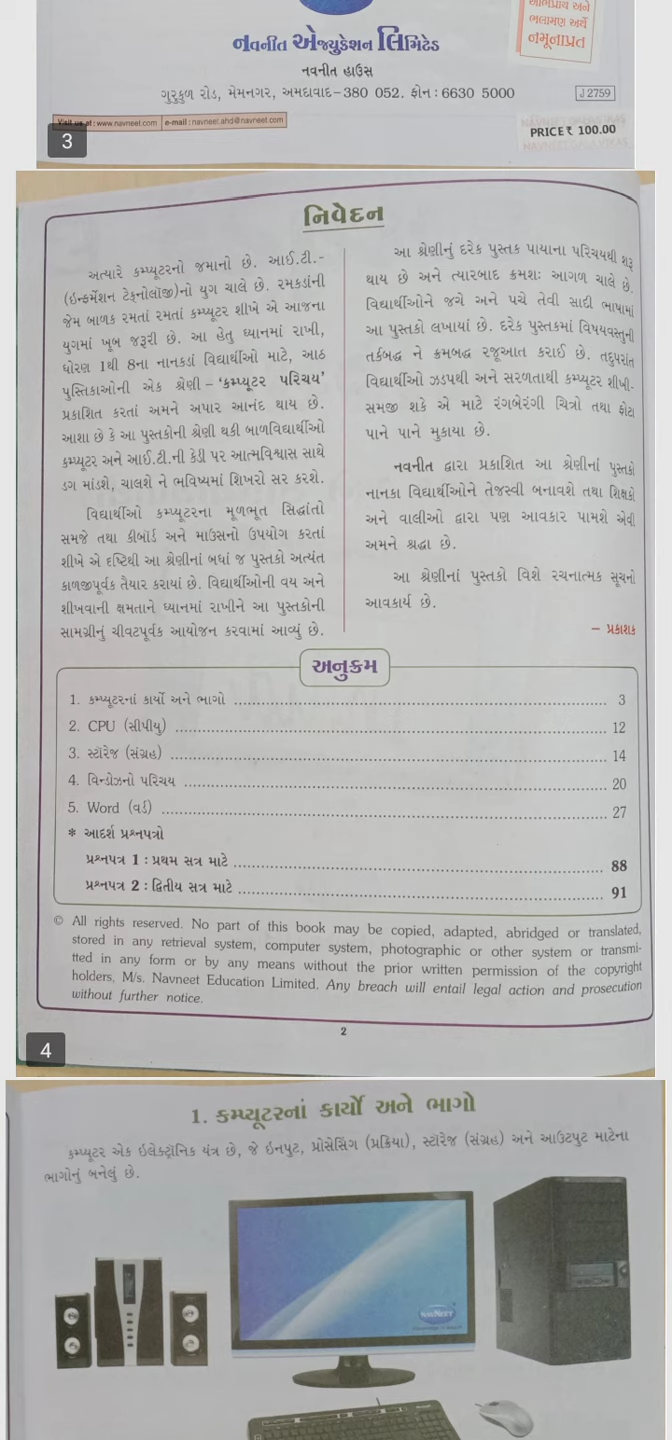 અભિપ્રાય અને
ભલામણ અર્થે
નમૂનાપ્રત
નવનીત એજ્યુકેશન લિમિટેડ
નવનીત હાઉસ
ગુરુકુળ રોડ, મેમનગર, અમદાવાદ–380 052. ફોન : 6630 5000
J 2759
Visit us at : www.navneet.com e-mail : navneet.ahd@navneet.com
PRICE ₹ 100.00
3
નિવેદન
અત્યારે કમ્પ્યૂટરનો જમાનો છે. આઈ.ટી.-
(ઇન્ફર્મેશન ટેક્નોલૉજી)નો યુગ ચાલે છે. રમકડાંની
જેમ બાળક રમતાં રમતાં કમ્પ્યૂટર શીખે એ આજના
યુગમાં ખૂબ જરૂરી છે. આ હેતુ ધ્યાનમાં રાખી,
ધોરણ 1થી 8ના નાનકડાં વિદ્યાર્થીઓ માટે, આઠ
પુસ્તિકાઓની એક શ્રેણી – ‘કમ્પ્યૂટર પરિચય’
પ્રકાશિત કરતાં અમને અપાર આનંદ થાય છે.
આશા છે કે આ પુસ્તકોની શ્રેણી થકી બાળવિદ્યાર્થીઓ
કમ્પ્યૂટર અને આઈ.ટી.ની કેડી પર આત્મવિશ્વાસ સાથે
ડગ માંડશે, ચાલશે ને ભવિષ્યમાં શિખરો સર કરશે.
વિદ્યાર્થીઓ કમ્પ્યૂટરના મૂળભૂત સિદ્ધાંતો
સમજે તથા કીબૉર્ડ અને માઉસનો ઉપયોગ કરતાં
શીખે એ દૃષ્ટિથી આ શ્રેણીનાં બધાં જ પુસ્તકો અત્યંત
કાળજીપૂર્વક તૈયાર કરાયાં છે. વિદ્યાર્થીઓની વય અને
શીખવાની ક્ષમતાને ધ્યાનમાં રાખીને આ પુસ્તકોની
સામગ્રીનું ચીવટપૂર્વક આયોજન કરવામાં આવ્યું છે.
આ શ્રેણીનું દરેક પુસ્તક પાયાના પરિચયથી શરૂ
થાય છે અને ત્યારબાદ ક્રમશઃ આગળ ચાલે છે.
વિદ્યાર્થીઓને જચે અને પચે તેવી સાદી ભાષામાં
આ પુસ્તકો લખાયાં છે. દરેક પુસ્તકમાં વિષયવસ્તુની
તર્કબદ્ધ ને ક્રમબદ્ધ રજૂઆત કરાઈ છે. તદુપરાંત
વિદ્યાર્થીઓ ઝડપથી અને સરળતાથી કમ્પ્યૂટર શીખી-
સમજી શકે એ માટે રંગબેરંગી ચિત્રો તથા ફોટા
પાને પાને મુકાયા છે.
નવનીત દ્વારા પ્રકાશિત આ શ્રેણીનાં પુસ્તકો
નાનકા વિદ્યાર્થીઓને તેજસ્વી બનાવશે તથા શિક્ષકો
અને વાલીઓ દ્વારા પણ આવકાર પામશે એવી
અમને શ્રદ્ધા છે.
આ શ્રેણીનાં પુસ્તકો વિશે રચનાત્મક સૂચનો
આવકાર્ય છે.
– પ્રકાશક
અનુક્રમ
1. કમ્પ્યૂટરનાં કાર્યો અને ભાગો ........ 3
2. CPU (સીપીયુ) ........ 12
3. સ્ટૉરેજ (સંગ્રહ) ........ 14
4. વિન્ડોઝનો પરિચય ........ 20
5. Word (વર્ડ) ........ 27
* આદર્શ પ્રશ્નપત્રો
પ્રશ્નપત્ર 1 : પ્રથમ સત્ર માટે ........ 88
પ્રશ્નપત્ર 2 : દ્વિતીય સત્ર માટે ........ 91
© All rights reserved. No part of this book may be copied, adapted, abridged or translated,
stored in any retrieval system, computer system, photographic or other system or transmi-
tted in any form or by any means without the prior written permission of the copyright
holders, M/s. Navneet Education Limited. Any breach will entail legal action and prosecution
without further notice.
2
4
1. કમ્પ્યૂટરનાં કાર્યો અને ભાગો
કમ્પ્યૂટર એક ઇલેક્ટ્રૉનિક યંત્ર છે, જે ઇનપુટ, પ્રોસેસિંગ (પ્રક્રિયા), સ્ટૉરેજ (સંગ્રહ) અને આઉટપુટ માટેના
ભાગોનું બનેલું છે.
NAVNEET